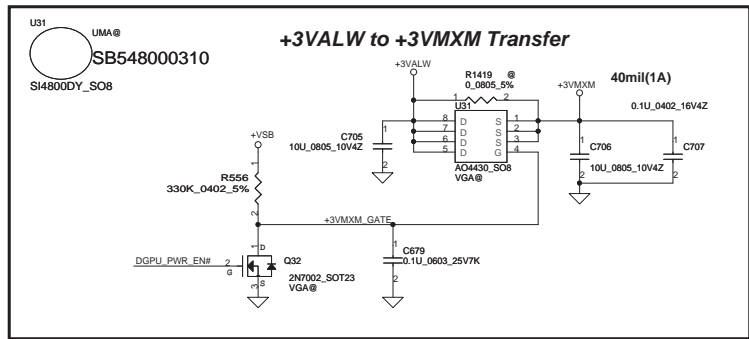 U31
UMA@
SB548000310
SI4800DY_SO8
+3VALW to +3VMXM Transfer
+3VALW
R1419 @
0_0805_5%
1 2
+3VMXM
40mil(1A)
0.1U_0402_16V4Z
U31
8 D S 1
7 D S 2
6 D S 3
5 D G 4
AO4430_SO8
VGA@
1
C705
10U_0805_10V4Z
2
1
C706
10U_0805_10V4Z
2
1
C707
2
+VSB
1
R556
330K_0402_5%
2
+3VMXM_GATE
1
C679
0.1U_0603_25V7K
2
DGPU_PWR_EN# 2
G
1 D
3 S
Q32
2N7002_SOT23
VGA@